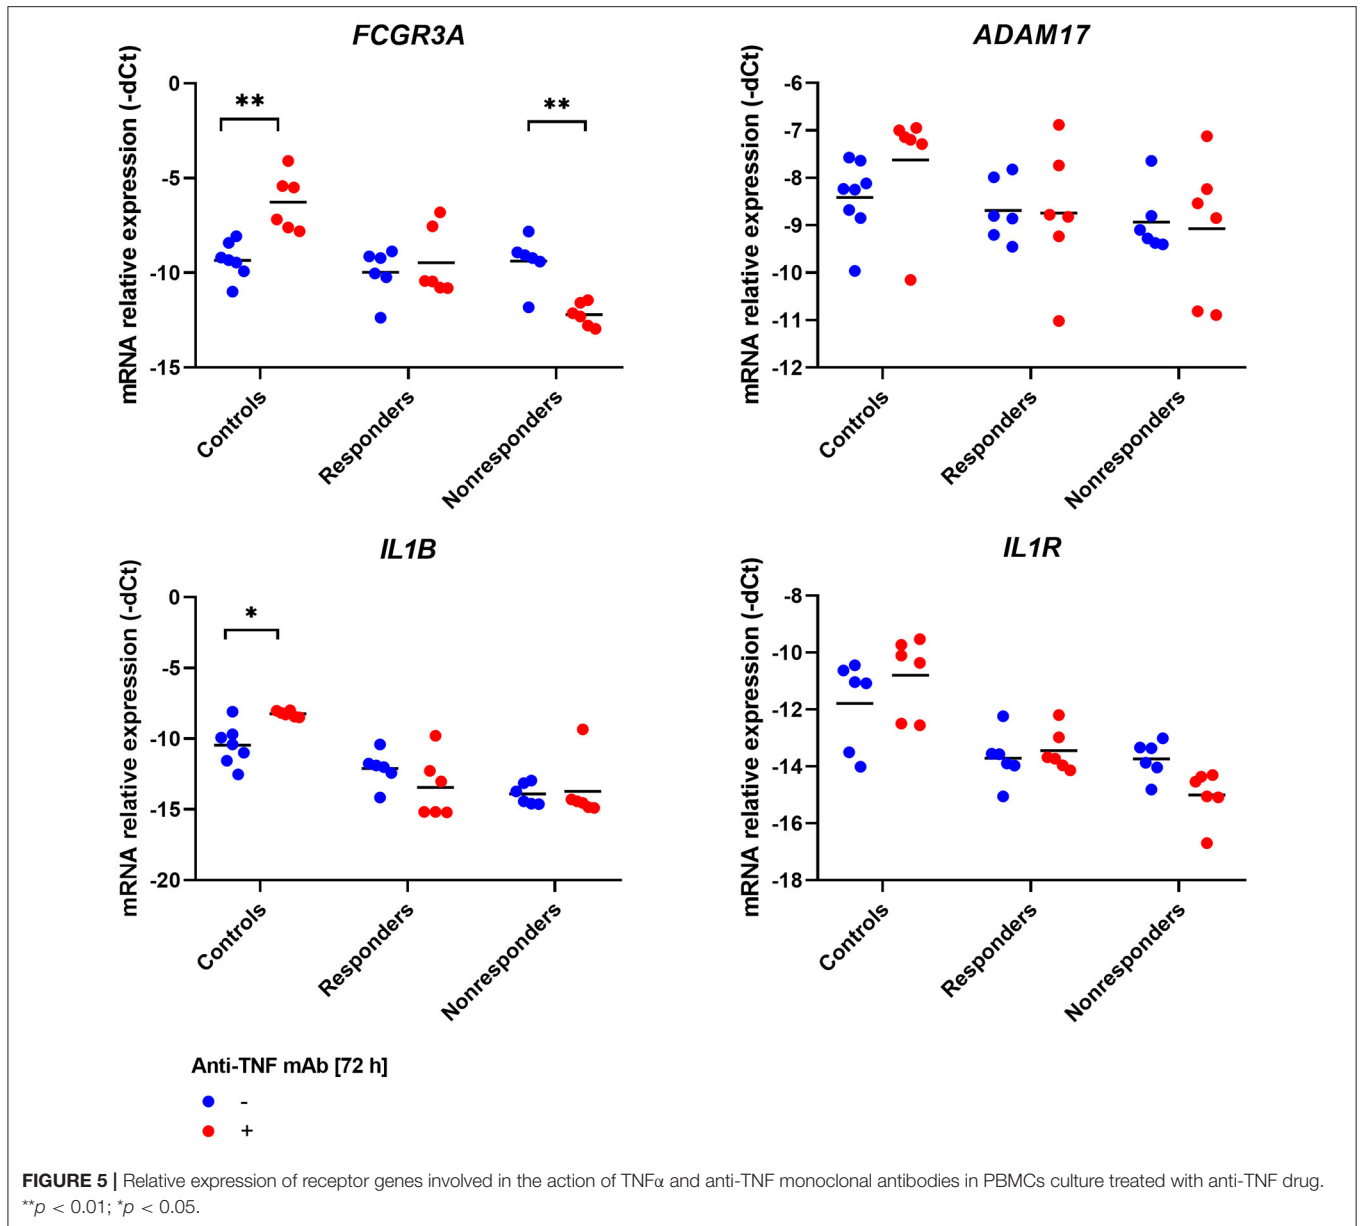 FCGR3A
mRNA relative expression (-dCt)
0
-5
-10
-15
**
**
Controls
Responders
Nonresponders
ADAM17
mRNA relative expression (-dCt)
-6
-7
-8
-9
-10
-11
-12
Controls
Responders
Nonresponders
IL1B
mRNA relative expression (-dCt)
0
-5
-10
-15
-20
*
Controls
Responders
Nonresponders
IL1R
mRNA relative expression (-dCt)
-8
-10
-12
-14
-16
-18
Controls
Responders
Nonresponders
Anti-TNF mAb [72 h]
-
+
FIGURE 5 | Relative expression of receptor genes involved in the action of TNFα and anti-TNF monoclonal antibodies in PBMCs culture treated with anti-TNF drug.
**p < 0.01; *p < 0.05.